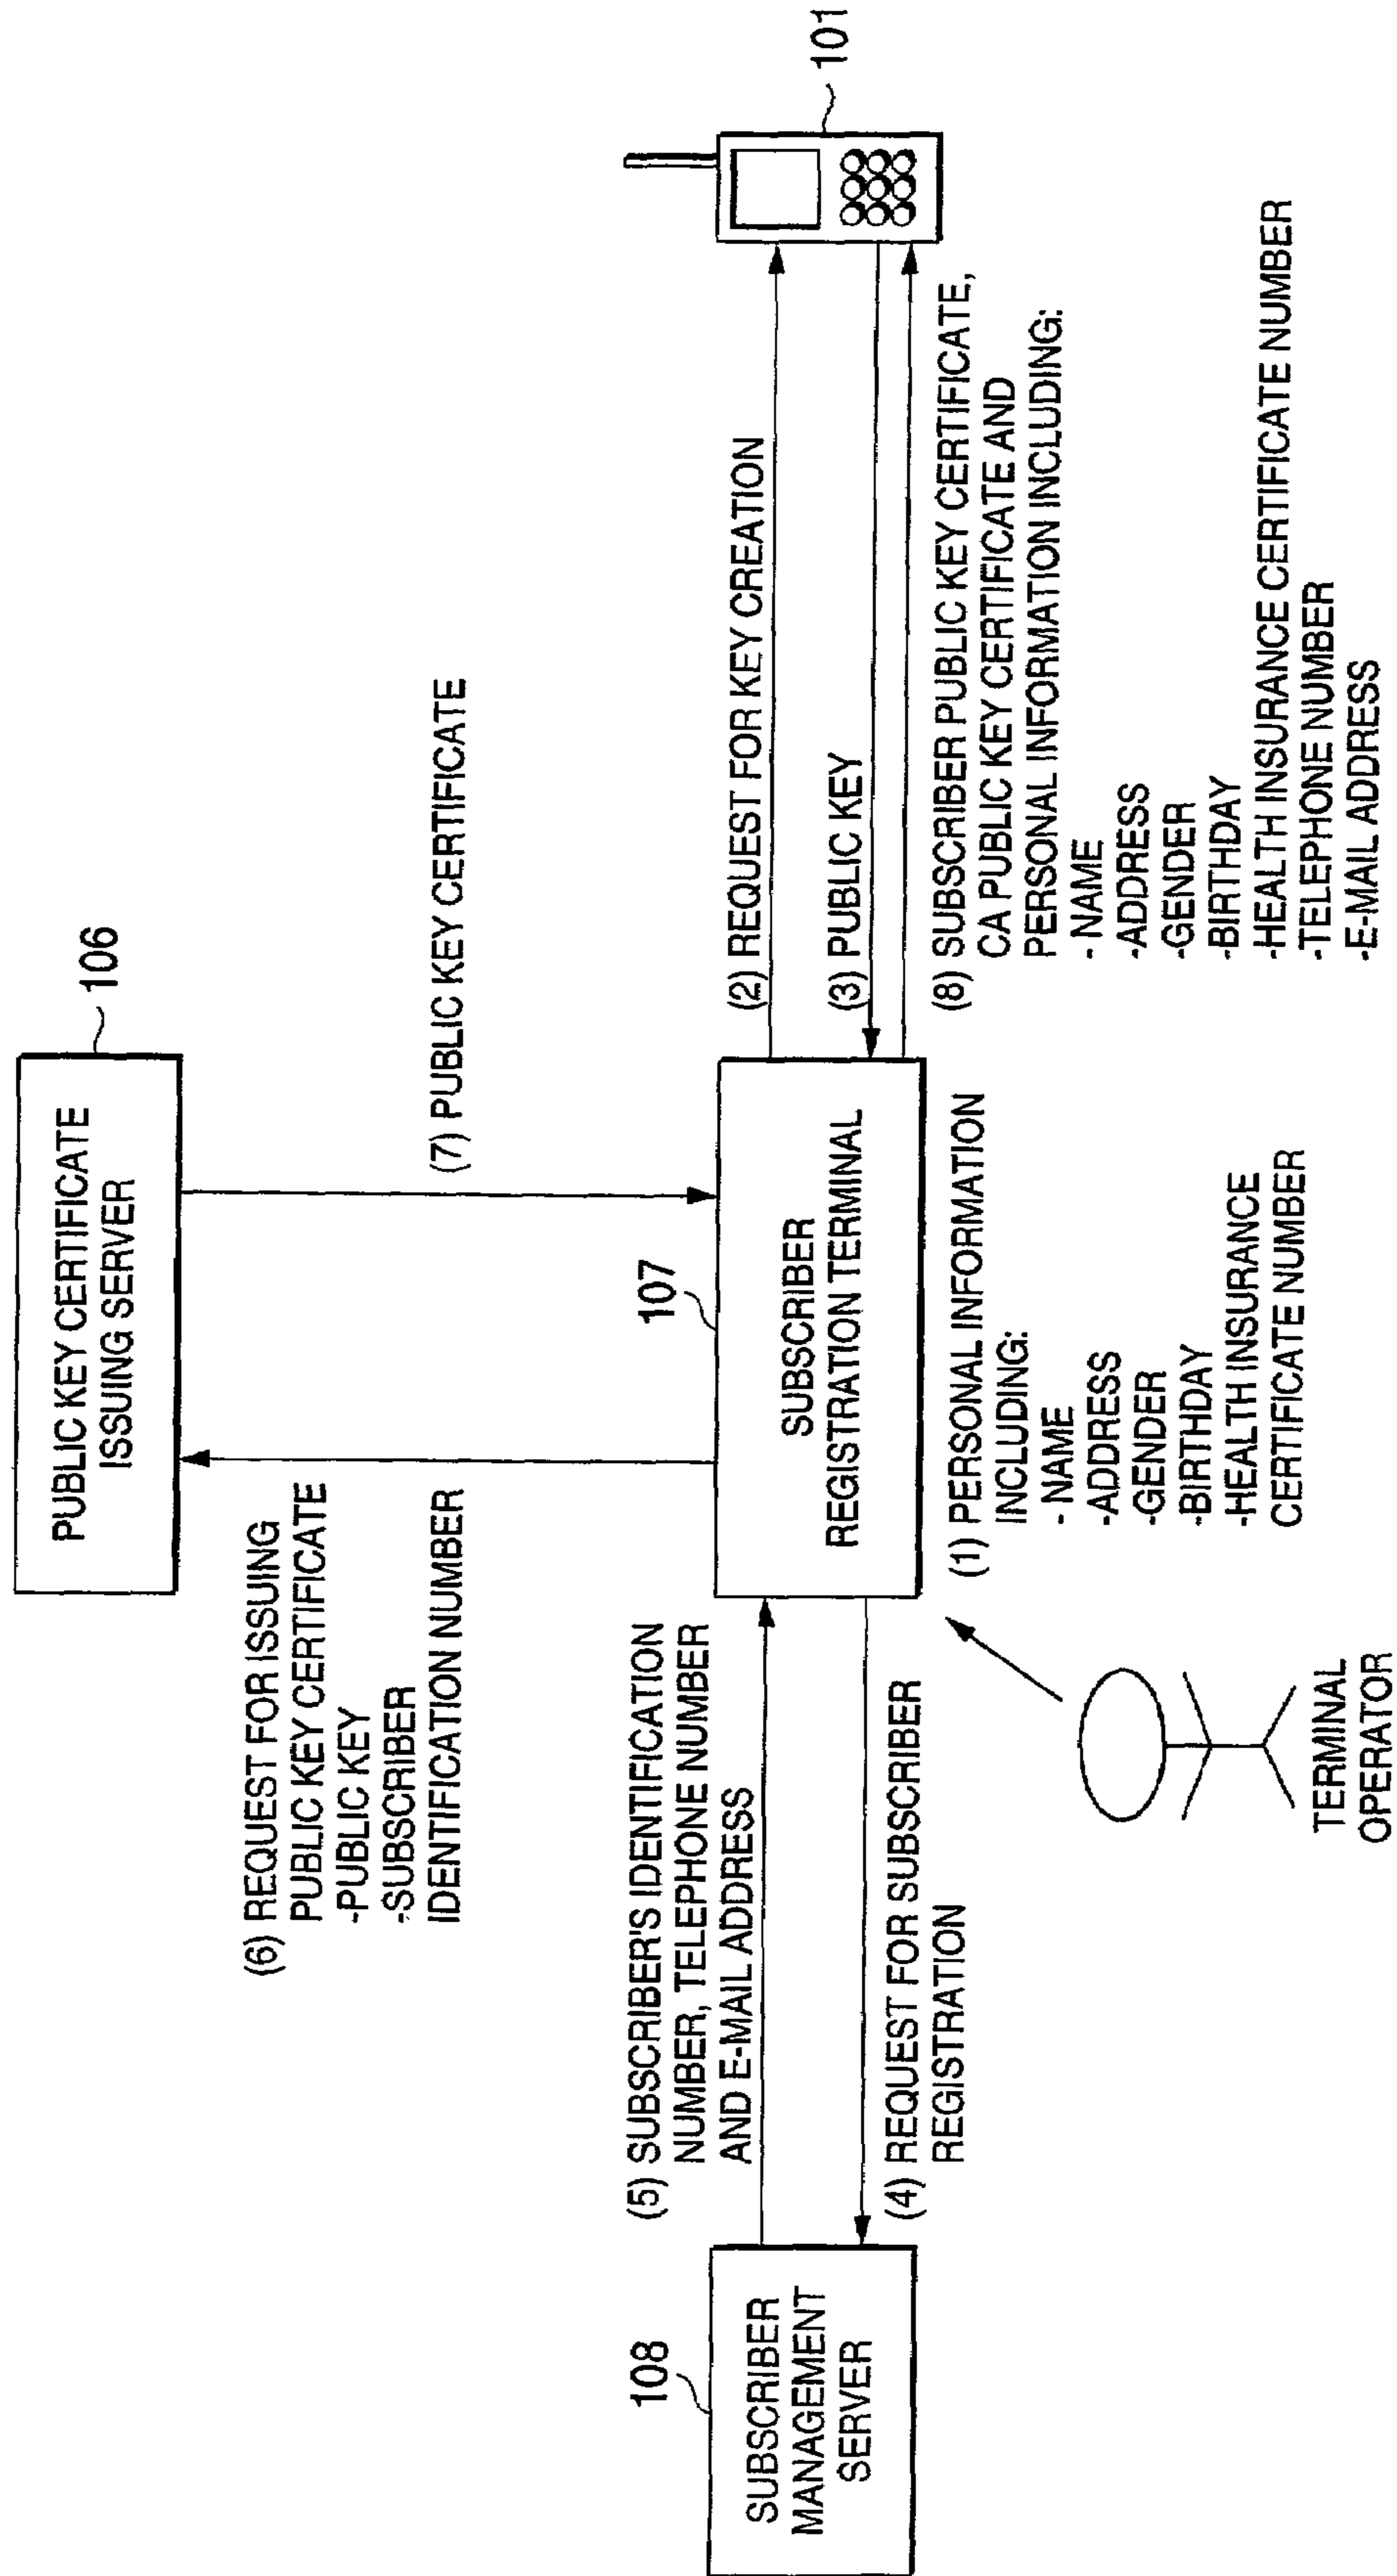 PUBLIC KEY CERTIFICATE
ISSUING SERVER
106
(6) REQUEST FOR ISSUING
PUBLIC KEY CERTIFICATE
-PUBLIC KEY
-SUBSCRIBER
IDENTIFICATION NUMBER
(7) PUBLIC KEY CERTIFICATE
108
SUBSCRIBER
MANAGEMENT
SERVER
(5) SUBSCRIBER'S IDENTIFICATION
NUMBER, TELEPHONE NUMBER
AND E-MAIL ADDRESS
(4) REQUEST FOR SUBSCRIBER
REGISTRATION
107
SUBSCRIBER
REGISTRATION TERMINAL
(2) REQUEST FOR KEY CREATION
(3) PUBLIC KEY
101
(1) PERSONAL INFORMATION
INCLUDING:
- NAME
-ADDRESS
-GENDER
-BIRTHDAY
-HEALTH INSURANCE
CERTIFICATE NUMBER
(8) SUBSCRIBER PUBLIC KEY CERTIFICATE,
CA PUBLIC KEY CERTIFICATE AND
PERSONAL INFORMATION INCLUDING:
- NAME
-ADDRESS
-GENDER
-BIRTHDAY
-HEALTH INSURANCE CERTIFICATE NUMBER
-TELEPHONE NUMBER
-E-MAIL ADDRESS
TERMINAL
OPERATOR